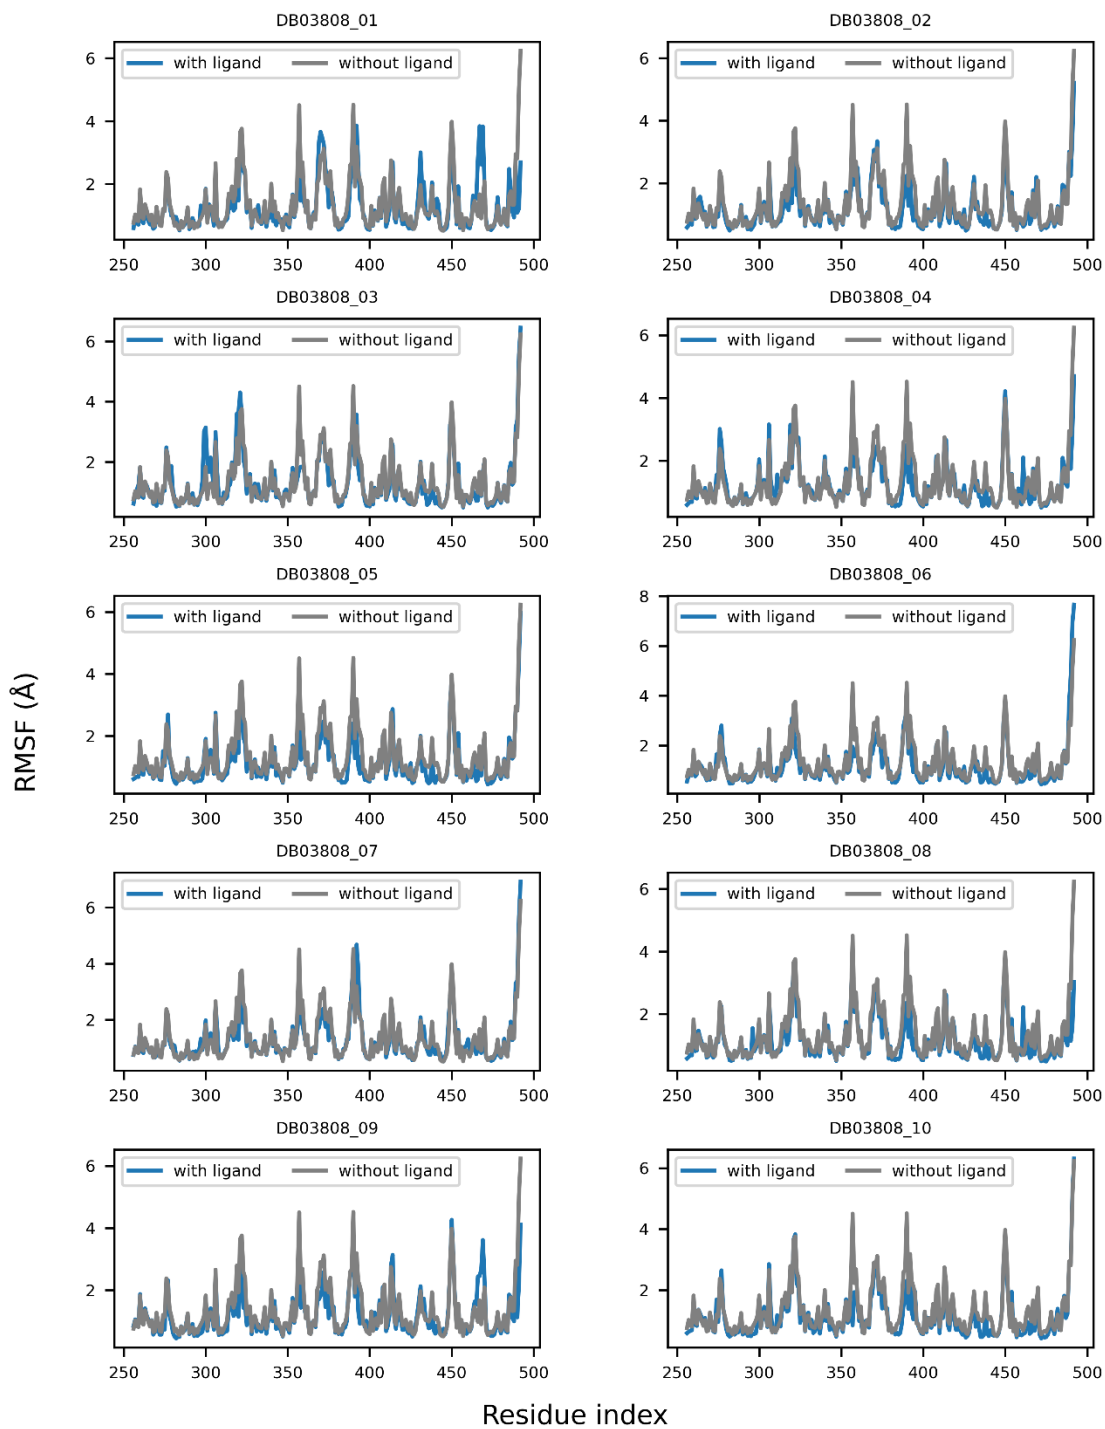 DB03808_01
with ligand without ligand
6
4
2
250 300 350 400 450 500
DB03808_02
with ligand without ligand
6
4
2
250 300 350 400 450 500
DB03808_03
with ligand without ligand
6
4
2
250 300 350 400 450 500
DB03808_04
with ligand without ligand
6
4
2
250 300 350 400 450 500
DB03808_05
with ligand without ligand
6
4
2
250 300 350 400 450 500
DB03808_06
8
with ligand without ligand
6
4
2
250 300 350 400 450 500
DB03808_07
with ligand without ligand
6
4
2
250 300 350 400 450 500
DB03808_08
with ligand without ligand
6
4
2
250 300 350 400 450 500
DB03808_09
with ligand without ligand
6
4
2
250 300 350 400 450 500
DB03808_10
with ligand without ligand
6
4
2
250 300 350 400 450 500
RMSF (Å)
Residue index